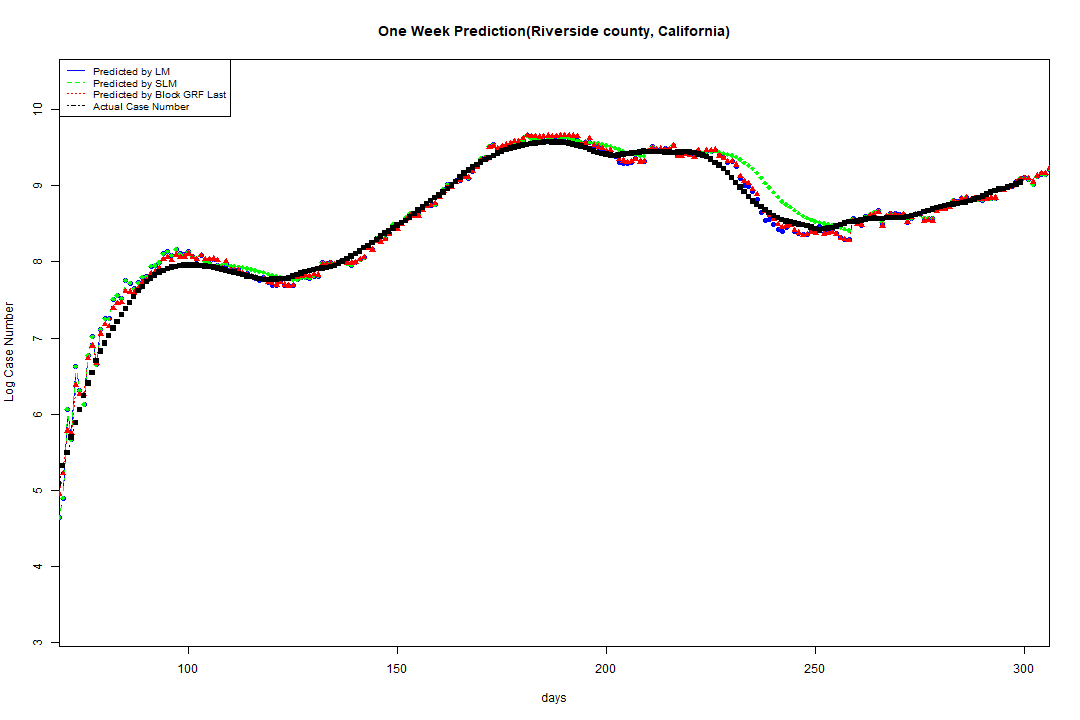 One Week Prediction(Riverside county, California)
Predicted by LM
Predicted by SLM
Predicted by Block GRF Last
Actual Case Number
Log Case Number
10
9
8
7
6
5
4
3
100 150 200 250 300
days